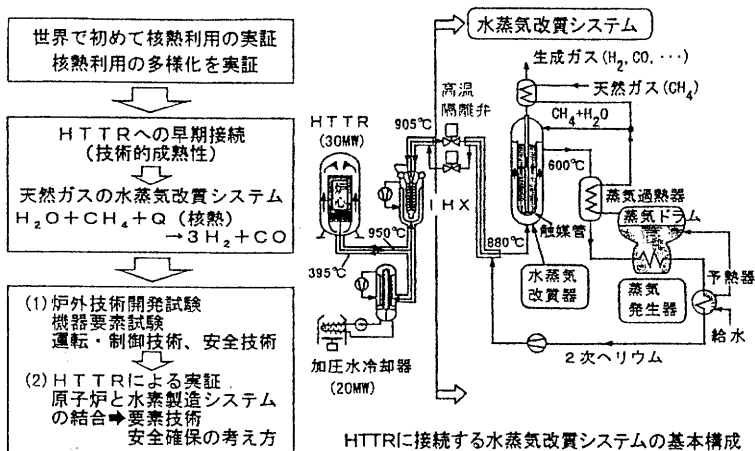 世界で初めて核熱利用の実証
核熱利用の多様化を実証
HTTRへの早期接続
(技術的成熟性)
天然ガスの水蒸気改質システム
H₂O+CH₄+Q (核熱)
→3H₂+CO
(1) 炉外技術開発試験
機器要素試験
運転・制御技術、安全技術
(2) HTTRによる実証
原子炉と水素製造システム
の結合➡要素技術
安全確保の考え方
水蒸気改質システム
生成ガス(H₂, CO, ・・・)
天然ガス(CH₄)
CH₄+H₂O
高温
隔離弁
HTTR
(30MW)
905℃
炉心
IHX
600℃
950℃
395℃
880℃
触媒管
蒸気過熱器
蒸気ドラム
水蒸気
改質器
蒸気
発生器
予熱器
給水
2次ヘリウム
加圧水冷却器
(20MW)
HTTRに接続する水蒸気改質システムの基本構成